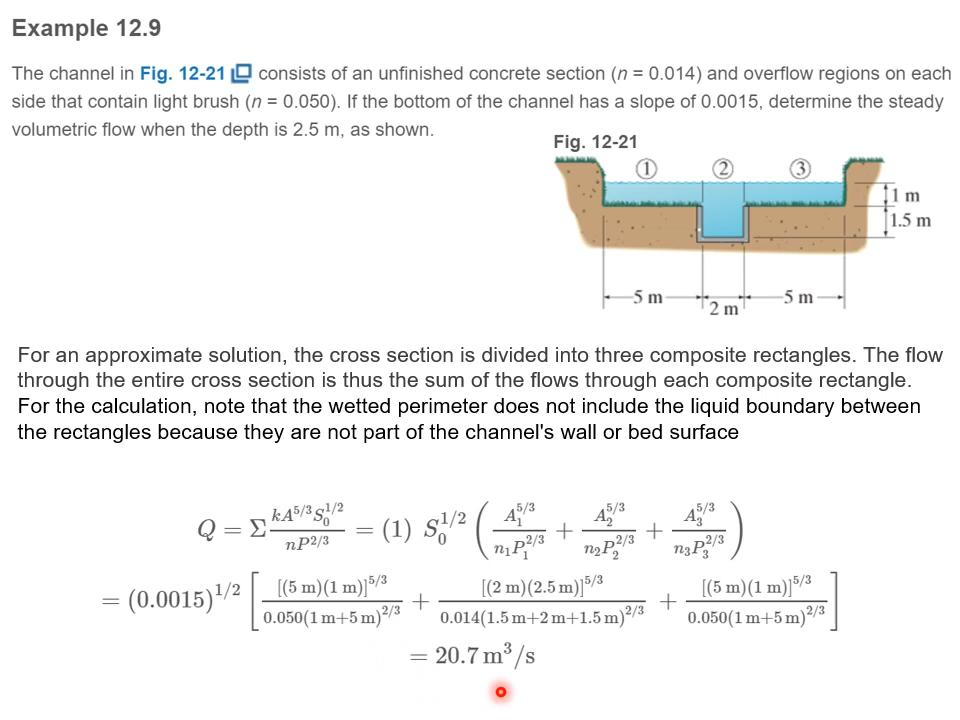 Example 12.9
The channel in Fig. 12-21 consists of an unfinished concrete section (n = 0.014) and overflow regions on each
side that contain light brush (n = 0.050). If the bottom of the channel has a slope of 0.0015, determine the steady
volumetric flow when the depth is 2.5 m, as shown.
Fig. 12-21
① ② ③
1 m
1.5 m
5 m 2 m 5 m
For an approximate solution, the cross section is divided into three composite rectangles. The flow
through the entire cross section is thus the sum of the flows through each composite rectangle.
For the calculation, note that the wetted perimeter does not include the liquid boundary between
the rectangles because they are not part of the channel's wall or bed surface
Q = Σ kA^{5/3}S_0^{1/2} / nP^{2/3} = (1) S_0^{1/2} ( A_1^{5/3} / n_1P_1^{2/3} + A_2^{5/3} / n_2P_2^{2/3} + A_3^{5/3} / n_3P_3^{2/3} )
= (0.0015)^{1/2} [ [(5 m)(1 m)]^{5/3} / 0.050(1 m+5 m)^{2/3} + [(2 m)(2.5 m)]^{5/3} / 0.014(1.5 m+2 m+1.5 m)^{2/3} + [(5 m)(1 m)]^{5/3} / 0.050(1 m+5 m)^{2/3} ]
= 20.7 m³/s